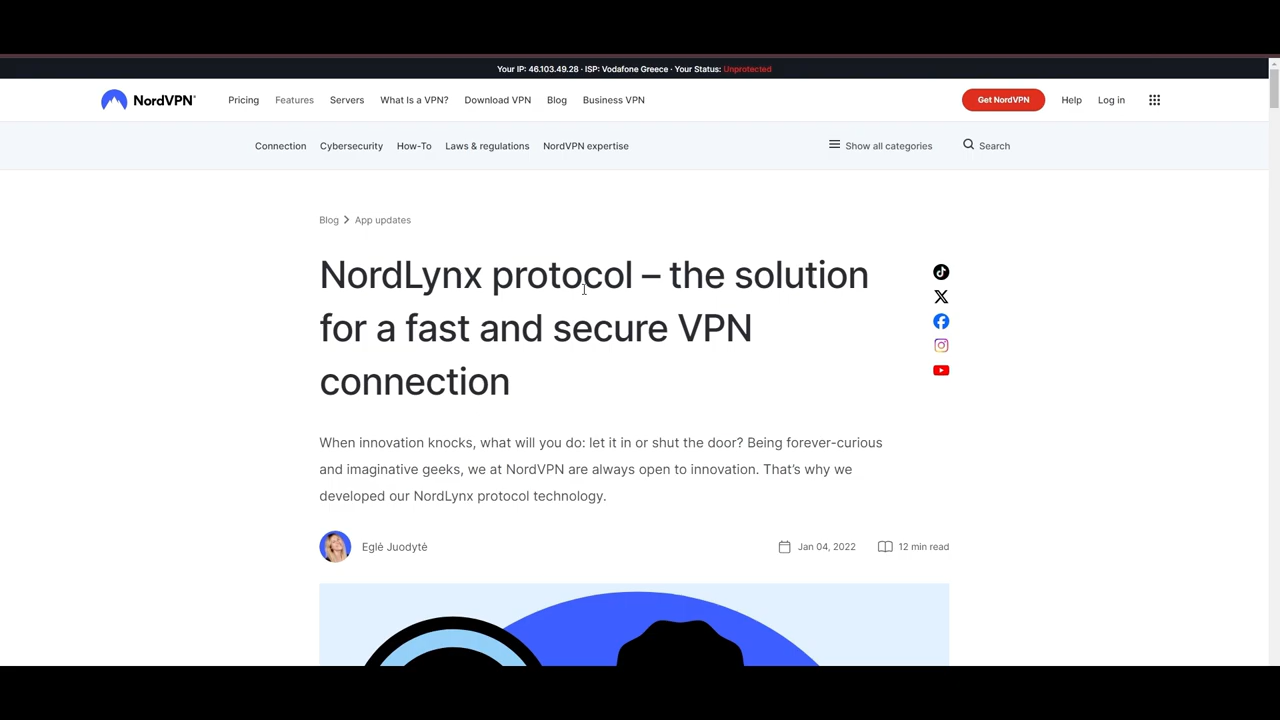 Your IP: 46.103.49.28 · ISP: Vodafone Greece · Your Status: Unprotected
NordVPN® Pricing Features Servers What Is a VPN? Download VPN Blog Business VPN Get NordVPN Help Log in
Connection Cybersecurity How-To Laws & regulations NordVPN expertise Show all categories Search
Blog > App updates
NordLynx protocol – the solution
for a fast and secure VPN
connection
When innovation knocks, what will you do: let it in or shut the door? Being forever-curious
and imaginative geeks, we at NordVPN are always open to innovation. That’s why we
developed our NordLynx protocol technology.
Eglė Juodytė Jan 04, 2022 12 min read